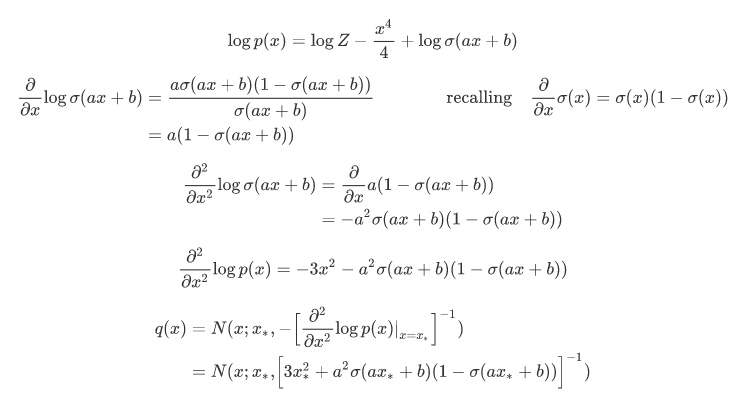 log p(x) = log Z − x⁴/4 + log σ(ax + b)
∂/∂x log σ(ax + b) = aσ(ax + b)(1 − σ(ax + b))/σ(ax + b) recalling ∂/∂x σ(x) = σ(x)(1 − σ(x))
= a(1 − σ(ax + b))
∂²/∂x² log σ(ax + b) = ∂/∂x a(1 − σ(ax + b))
= −a²σ(ax + b)(1 − σ(ax + b))
∂²/∂x² log p(x) = −3x² − a²σ(ax + b)(1 − σ(ax + b))
q(x) = N(x; x�∗, −[∂²/∂x² log p(x)|ₓ₌ₓ∗]⁻¹)
= N(x; x∗, [3x∗² + a²σ(ax∗ + b)(1 − σ(ax∗ + b))]⁻¹)